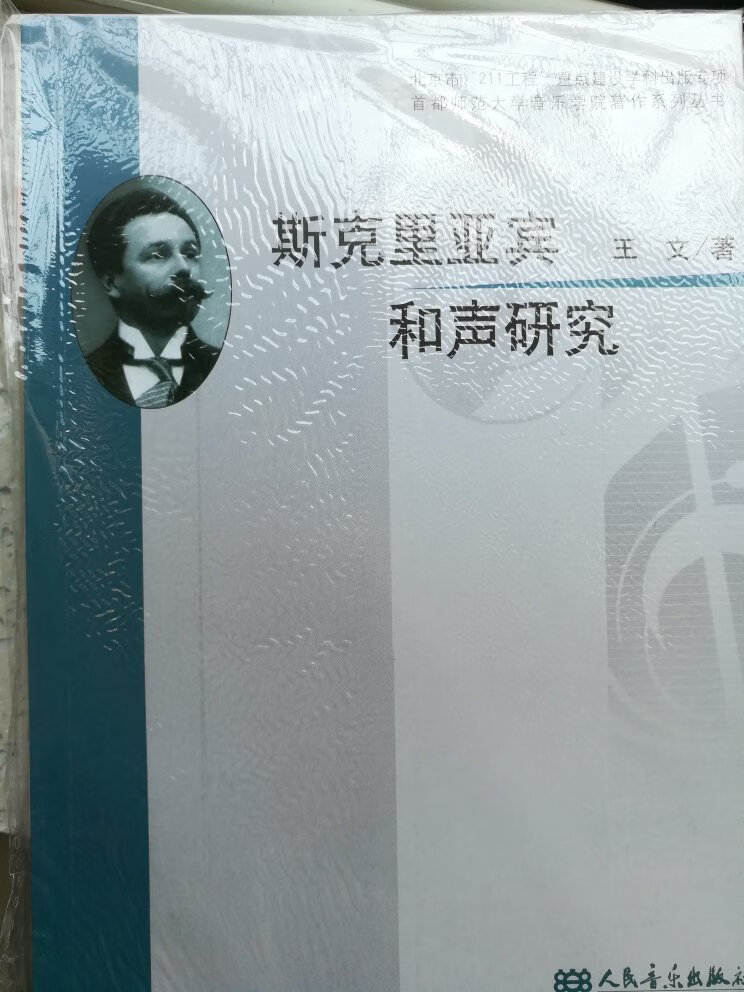 北京市“211工程”重点建设学科出版专项
首都师范大学音乐学院著作系列丛书
斯克里亚宾 王 文/著
和声研究
人民音乐出版社